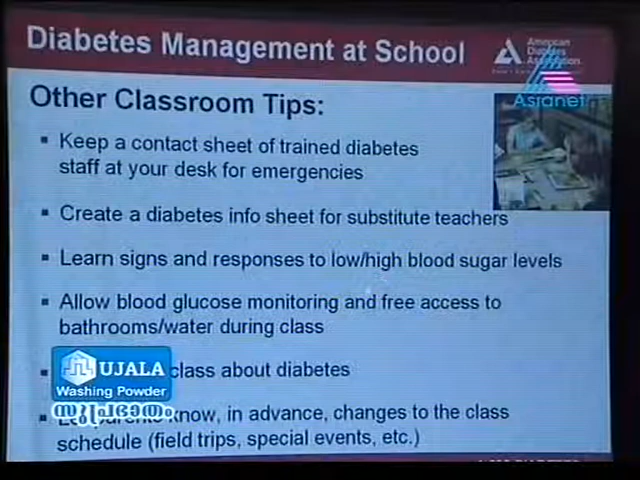 Diabetes Management at School
American
Diabetes
Association
Asianet
Other Classroom Tips:
Keep a contact sheet of trained diabetes
staff at your desk for emergencies
Create a diabetes info sheet for substitute teachers
Learn signs and responses to low/high blood sugar levels
Allow blood glucose monitoring and free access to
bathrooms/water during class
class about diabetes
UJALA
Washing Powder
സുപ്രഭാതം
know, in advance, changes to the class
schedule (field trips, special events, etc.)